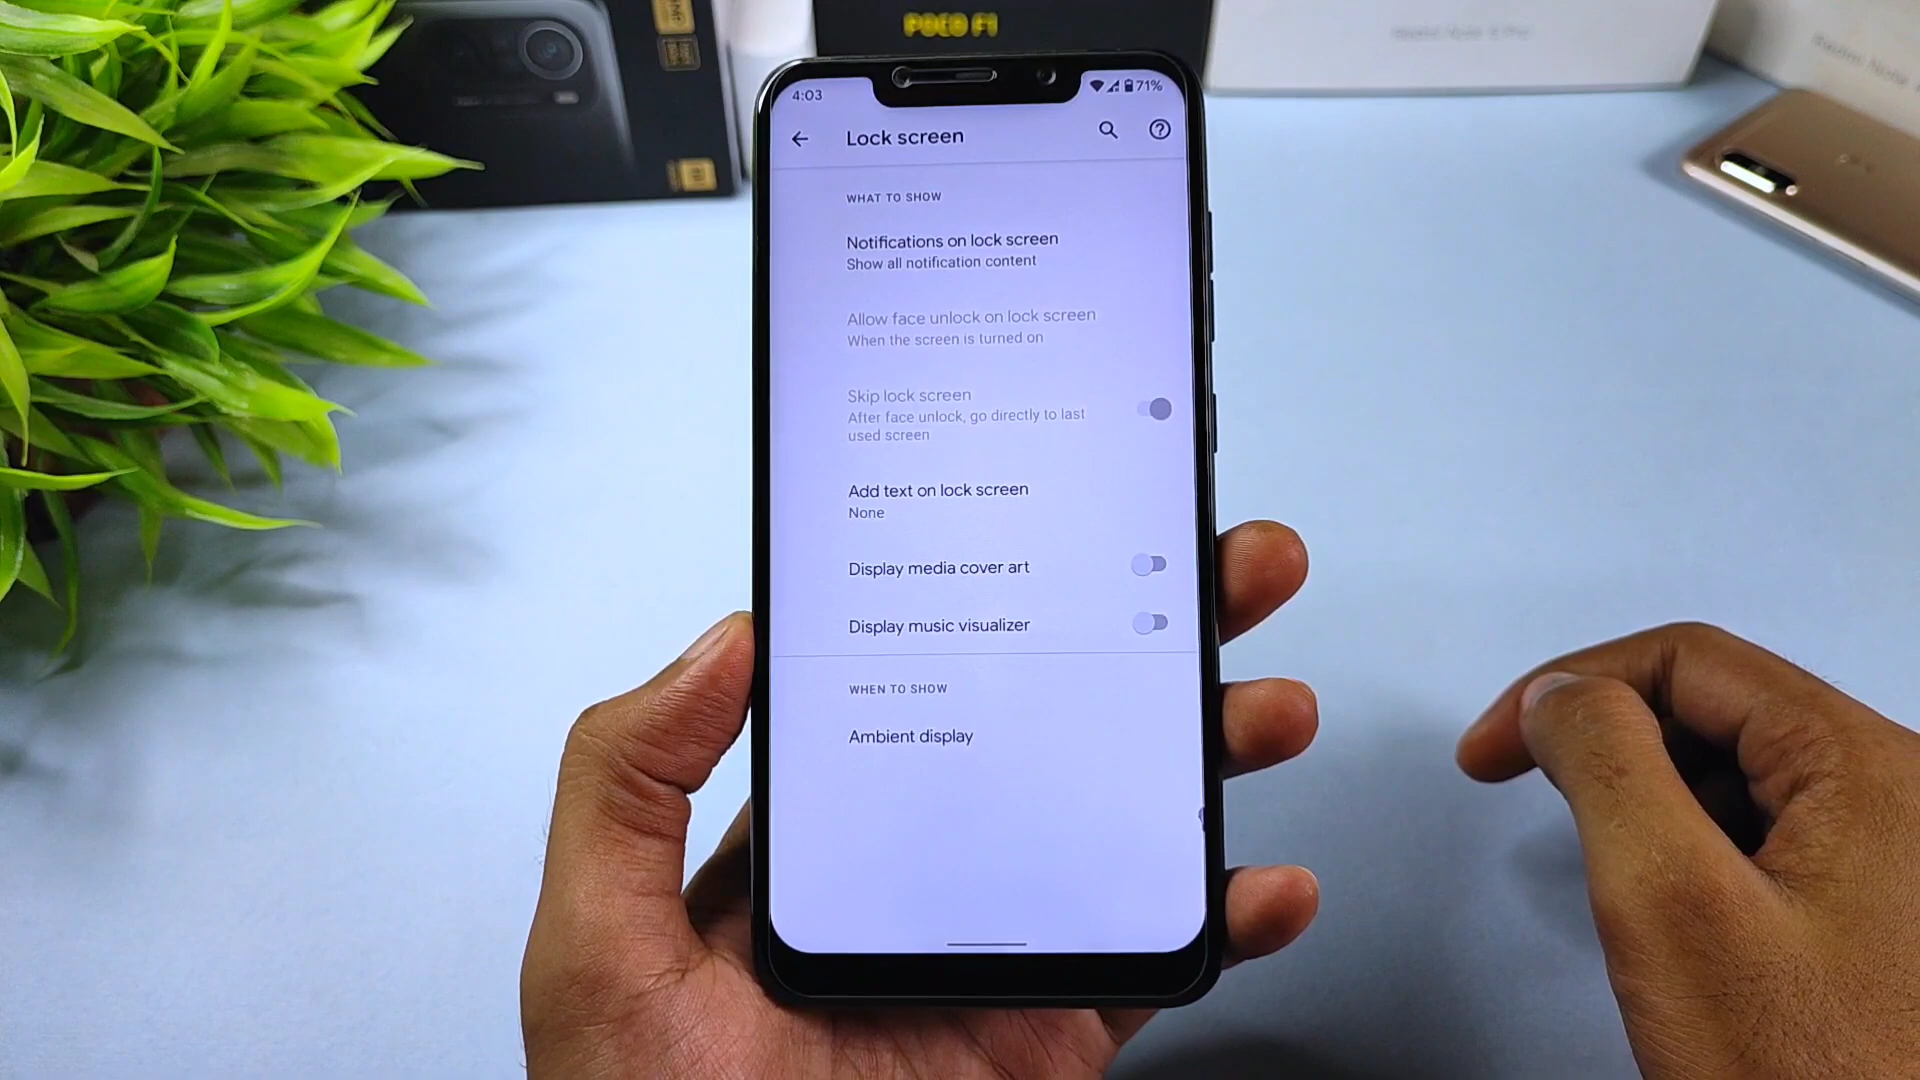 POCO F1
4:03
71%
Lock screen
WHAT TO SHOW
Notifications on lock screen
Show all notification content
Allow face unlock on lock screen
When the screen is turned on
Skip lock screen
After face unlock, go directly to last
used screen
Add text on lock screen
None
Display media cover art
Display music visualizer
WHEN TO SHOW
Ambient display